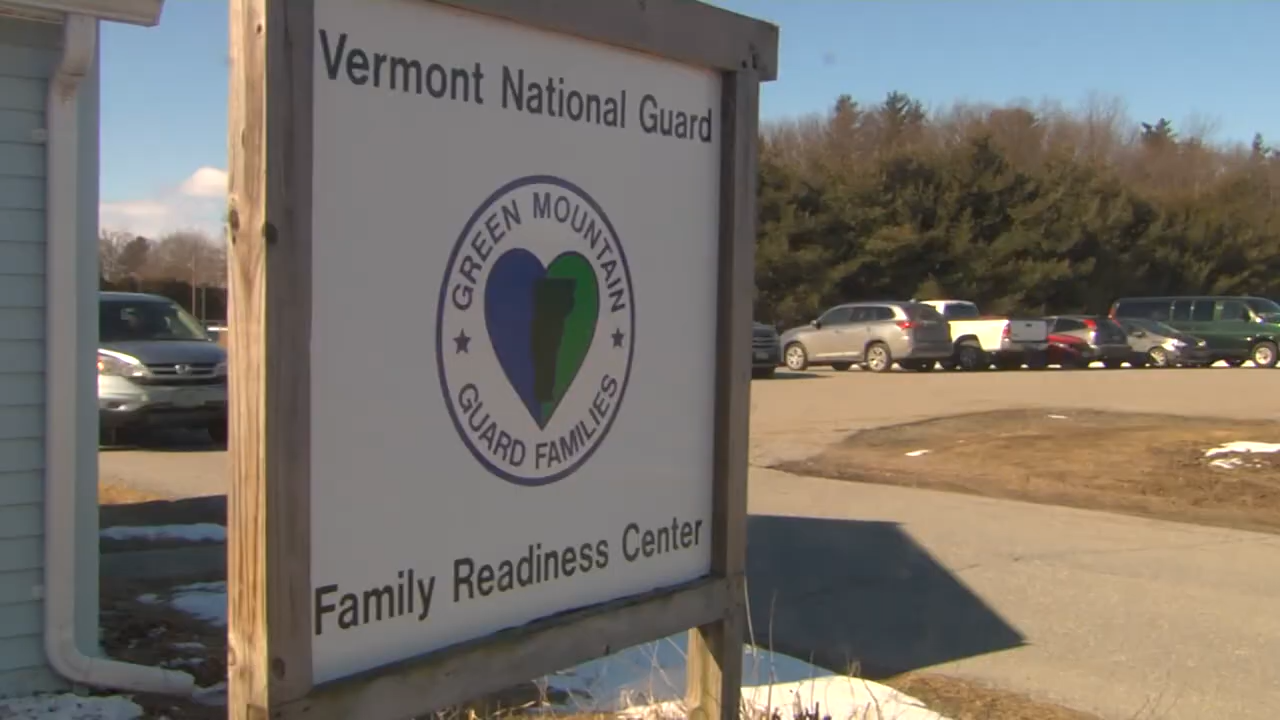 Vermont National Guard
GREEN MOUNTAIN
GUARD FAMILIES
Family Readiness Center